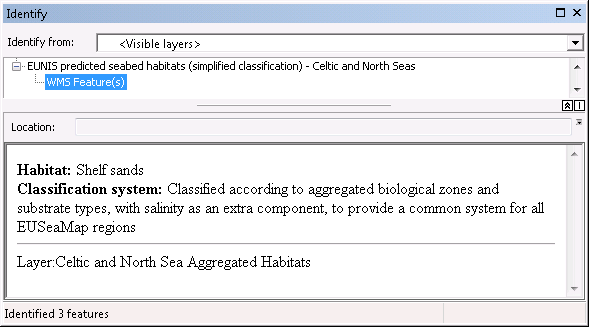 Identify
Identify from: <Visible layers>
EUNIS predicted seabed habitats (simplified classification) - Celtic and North Seas
WMS Feature(s)
Location:
Habitat: Shelf sands
Classification system: Classified according to aggregated biological zones and
substrate types, with salinity as an extra component, to provide a common system for all
EUSeaMap regions
Layer:Celtic and North Sea Aggregated Habitats
Identified 3 features